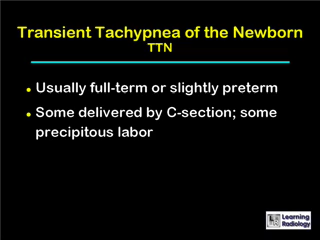 Transient Tachypnea of the Newborn
TTN
Usually full-term or slightly preterm
Some delivered by C-section; some
precipitous labor
Learning
Radiology